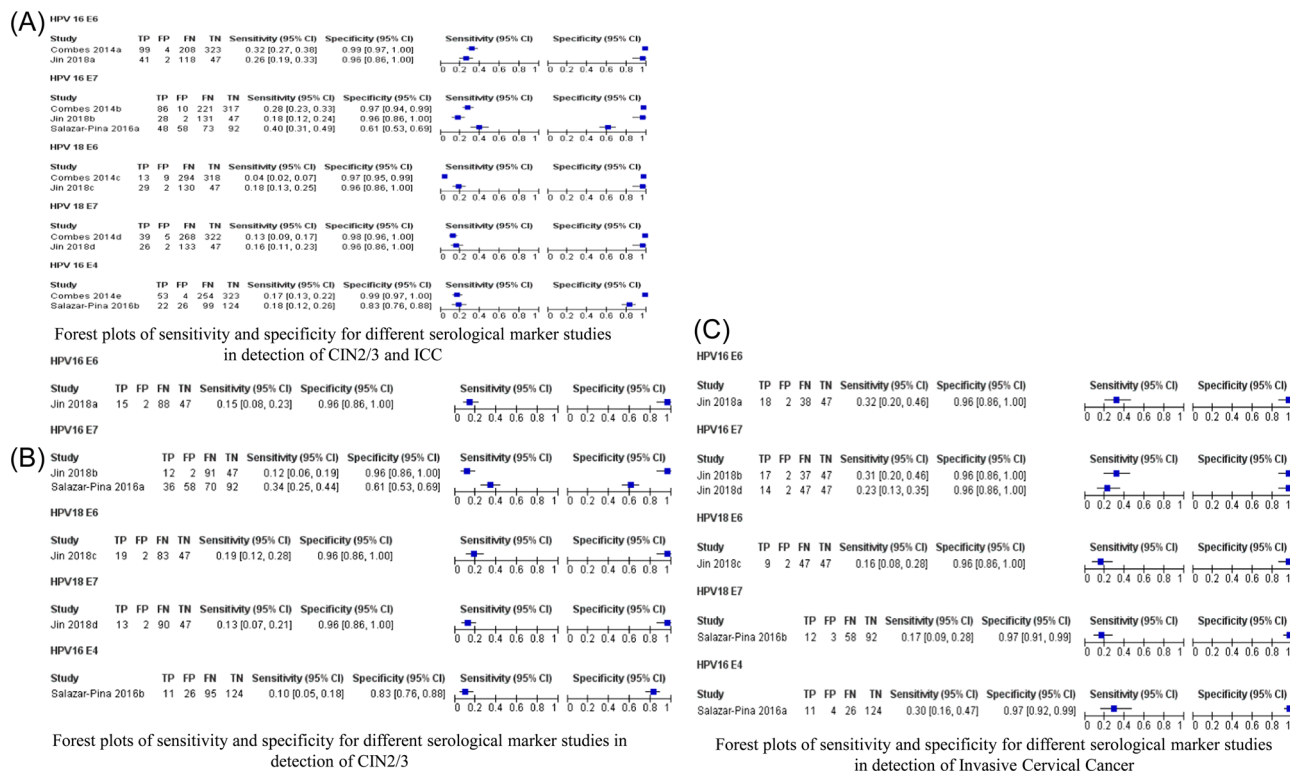 (A)
HPV 16 E6
Study TP FP FN TN Sensitivity (95% CI) Specificity (95% CI) Sensitivity (95% CI) Specificity (95% CI)
Combes 2014a 99 4 208 323 0.32 [0.27, 0.38] 0.99 [0.97, 1.00]
Jin 2018a 41 2 118 47 0.26 [0.19, 0.33] 0.96 [0.86, 1.00]
0 0.2 0.4 0.6 0.8 1 0 0.2 0.4 0.6 0.8 1
HPV 16 E7
Study TP FP FN TN Sensitivity (95% CI) Specificity (95% CI) Sensitivity (95% CI) Specificity (95% CI)
Combes 2014b 86 10 221 317 0.28 [0.23, 0.33] 0.97 [0.94, 0.99]
Jin 2018b 28 2 131 47 0.18 [0.12, 0.24] 0.96 [0.86, 1.00]
Salazar-Pina 2016a 48 58 73 92 0.40 [0.31, 0.49] 0.61 [0.53, 0.69]
0 0.2 0.4 0.6 0.8 1 0 0.2 0.4 0.6 0.8 1
HPV 18 E6
Study TP FP FN TN Sensitivity (95% CI) Specificity (95% CI) Sensitivity (95% CI) Specificity (95% CI)
Combes 2014c 13 9 294 318 0.04 [0.02, 0.07] 0.97 [0.95, 0.99]
Jin 2018c 29 2 130 47 0.18 [0.13, 0.25] 0.96 [0.86, 1.00]
0 0.2 0.4 0.6 0.8 1 0 0.2 0.4 0.6 0.8 1
HPV 18 E7
Study TP FP FN TN Sensitivity (95% CI) Specificity (95% CI) Sensitivity (95% CI) Specificity (95% CI)
Combes 2014d 39 5 268 322 0.13 [0.09, 0.17] 0.98 [0.96, 1.00]
Jin 2018d 26 2 133 47 0.16 [0.11, 0.23] 0.96 [0.86, 1.00]
0 0.2 0.4 0.6 0.8 1 0 0.2 0.4 0.6 0.8 1
HPV 16 E4
Study TP FP FN TN Sensitivity (95% CI) Specificity (95% CI) Sensitivity (95% CI) Specificity (95% CI)
Combes 2014e 53 4 254 323 0.17 [0.13, 0.22] 0.99 [0.97, 1.00]
Salazar-Pina 2016b 22 26 99 124 0.18 [0.12, 0.26] 0.83 [0.76, 0.88]
0 0.2 0.4 0.6 0.8 1 0 0.2 0.4 0.6 0.8 1
Forest plots of sensitivity and specificity for different serological marker studies
in detection of CIN2/3 and ICC
(B)
HPV16 E6
Study TP FP FN TN Sensitivity (95% CI) Specificity (95% CI) Sensitivity (95% CI) Specificity (95% CI)
Jin 2018a 15 2 88 47 0.15 [0.08, 0.23] 0.96 [0.86, 1.00]
0 0.2 0.4 0.6 0.8 1 0 0.2 0.4 0.6 0.8 1
HPV16 E7
Study TP FP FN TN Sensitivity (95% CI) Specificity (95% CI) Sensitivity (95% CI) Specificity (95% CI)
Jin 2018b 12 2 91 47 0.12 [0.06, 0.19] 0.96 [0.86, 1.00]
Salazar-Pina 2016a 36 58 70 92 0.34 [0.25, 0.44] 0.61 [0.53, 0.69]
0 0.2 0.4 0.6 0.8 1 0 0.2 0.4 0.6 0.8 1
HPV18 E6
Study TP FP FN TN Sensitivity (95% CI) Specificity (95% CI) Sensitivity (95% CI) Specificity (95% CI)
Jin 2018c 19 2 83 47 0.19 [0.12, 0.28] 0.96 [0.86, 1.00]
0 0.2 0.4 0.6 0.8 1 0 0.2 0.4 0.6 0.8 1
HPV18 E7
Study TP FP FN TN Sensitivity (95% CI) Specificity (95% CI) Sensitivity (95% CI) Specificity (95% CI)
Jin 2018d 13 2 90 47 0.13 [0.07, 0.21] 0.96 [0.86, 1.00]
0 0.2 0.4 0.6 0.8 1 0 0.2 0.4 0.6 0.8 1
HPV16 E4
Study TP FP FN TN Sensitivity (95% CI) Specificity (95% CI) Sensitivity (95% CI) Specificity (95% CI)
Salazar-Pina 2016b 11 26 95 124 0.10 [0.05, 0.18] 0.83 [0.76, 0.88]
0 0.2 0.4 0.6 0.8 1 0 0.2 0.4 0.6 0.8 1
Forest plots of sensitivity and specificity for different serological marker studies in
detection of CIN2/3
(C)
HPV16 E6
Study TP FP FN TN Sensitivity (95% CI) Specificity (95% CI) Sensitivity (95% CI) Specificity (95% CI)
Jin 2018a 18 2 38 47 0.32 [0.20, 0.46] 0.96 [0.86, 1.00]
0 0.2 0.4 0.6 0.8 1 0 0.2 0.4 0.6 0.8 1
HPV16 E7
Study TP FP FN TN Sensitivity (95% CI) Specificity (95% CI) Sensitivity (95% CI) Specificity (95% CI)
Jin 2018b 17 2 37 47 0.31 [0.20, 0.46] 0.96 [0.86, 1.00]
Jin 2018d 14 2 47 47 0.23 [0.13, 0.35] 0.96 [0.86, 1.00]
0 0.2 0.4 0.6 0.8 1 0 0.2 0.4 0.6 0.8 1
HPV18 E6
Study TP FP FN TN Sensitivity (95% CI) Specificity (95% CI) Sensitivity (95% CI) Specificity (95% CI)
Jin 2018c 9 2 47 47 0.16 [0.08, 0.28] 0.96 [0.86, 1.00]
0 0.2 0.4 0.6 0.8 1 0 0.2 0.4 0.6 0.8 1
HPV18 E7
Study TP FP FN TN Sensitivity (95% CI) Specificity (95% CI) Sensitivity (95% CI) Specificity (95% CI)
Salazar-Pina 2016b 12 3 58 92 0.17 [0.09, 0.28] 0.97 [0.91, 0.99]
0 0.2 0.4 0.6 0.8 1 0 0.2 0.4 0.6 0.8 1
HPV16 E4
Study TP FP FN TN Sensitivity (95% CI) Specificity (95% CI) Sensitivity (95% CI) Specificity (95% CI)
Salazar-Pina 2016a 11 4 26 124 0.30 [0.16, 0.47] 0.97 [0.92, 0.99]
0 0.2 0.4 0.6 0.8 1 0 0.2 0.4 0.6 0.8 1
Forest plots of sensitivity and specificity for different serological marker studies
in detection of Invasive Cervical Cancer